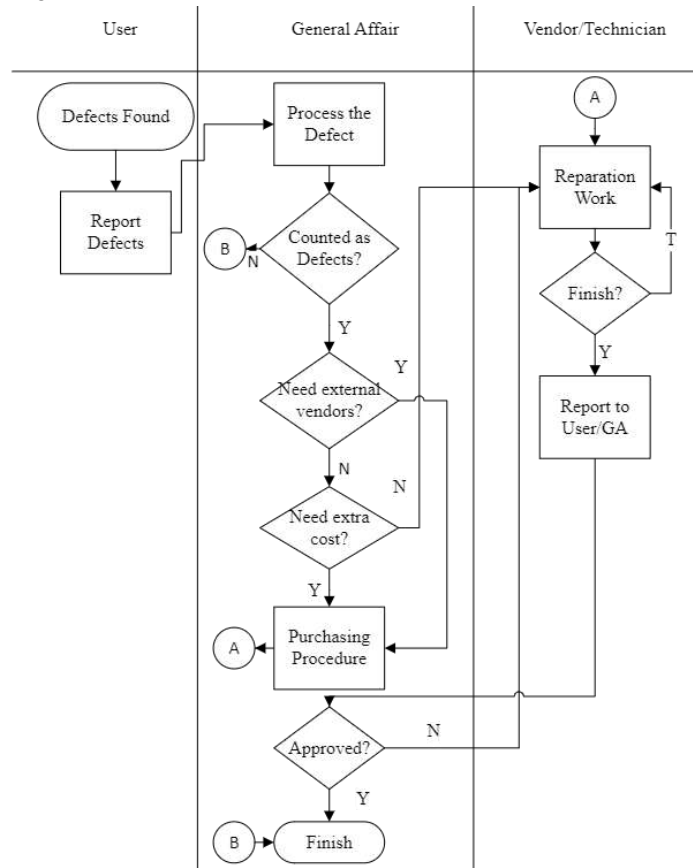 User
General Affair
Vendor/Technician
Defects Found
Report
Defects
Process the
Defect
Counted as
Defects?
N
B
Y
Need external
vendors?
Y
N
Need extra
cost?
N
Y
Purchasing
Procedure
A
Approved?
N
Y
B
Finish
A
Reparation
Work
T
Finish?
Y
Report to
User/GA